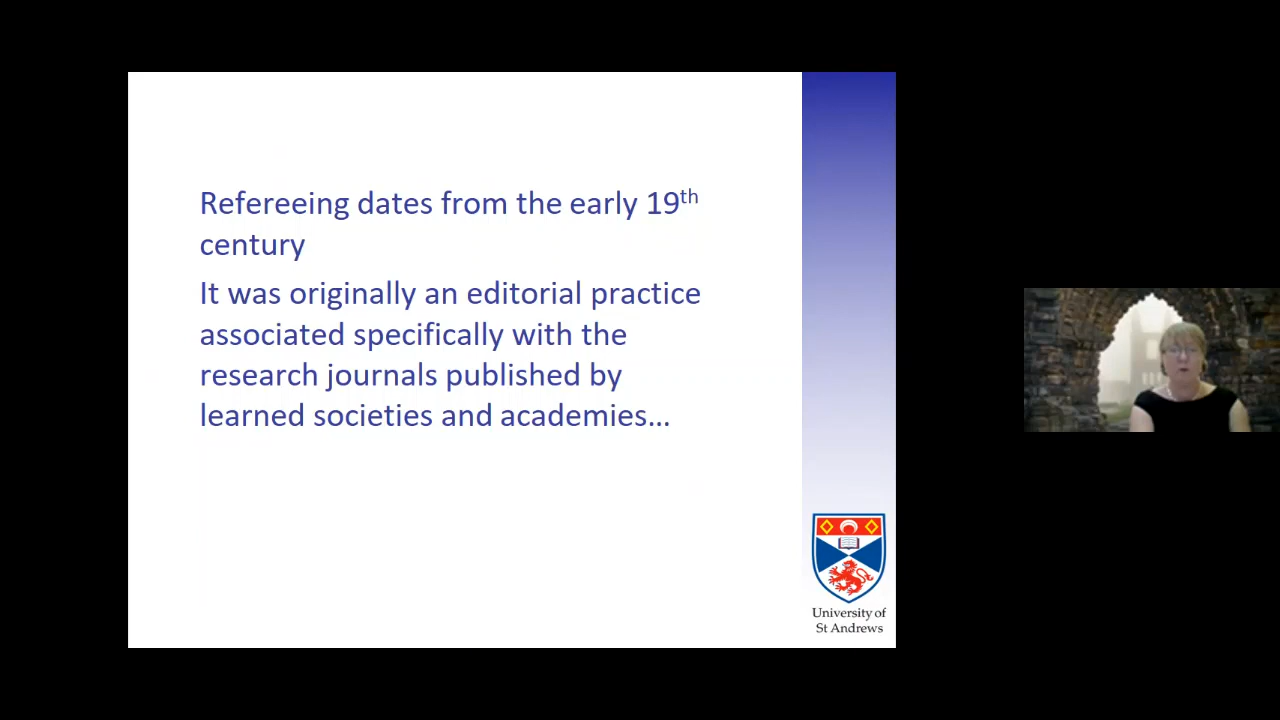 Refereeing dates from the early 19th
century
It was originally an editorial practice
associated specifically with the
research journals published by
learned societies and academies…
University of
St Andrews